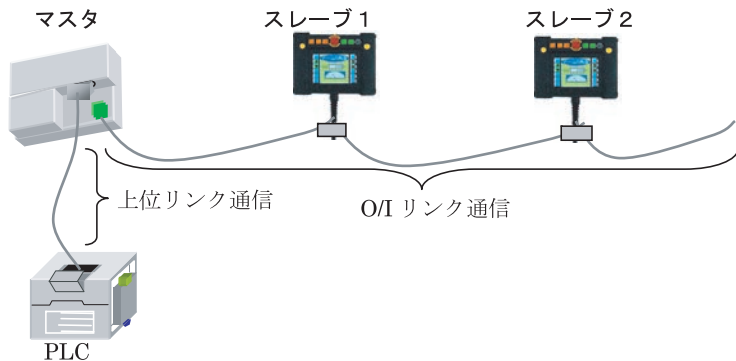 マスタ
スレーブ1
スレーブ2
上位リンク通信
O/I リンク通信
PLC